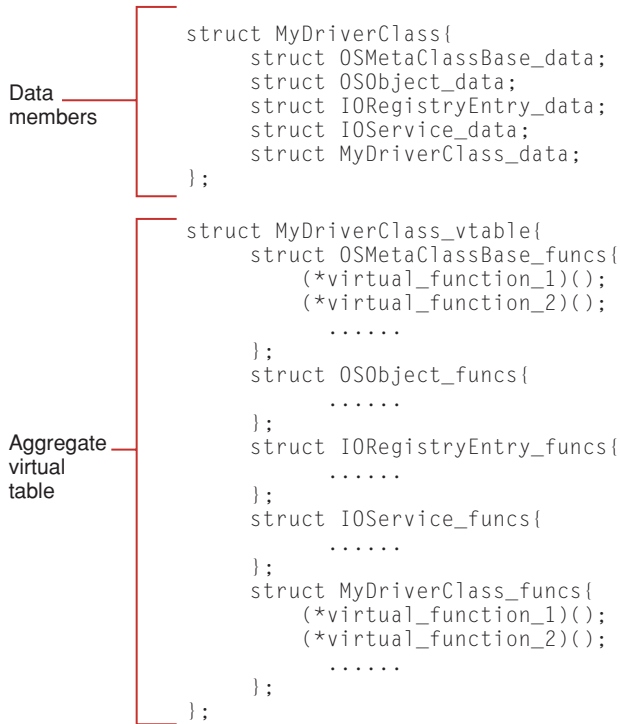 struct MyDriverClass{
struct OSMetaClassBase_data;
struct OSObject_data;
struct IORegistryEntry_data;
struct IOService_data;
struct MyDriverClass_data;
};
Data
members
struct MyDriverClass_vtable{
struct OSMetaClassBase_funcs{
(*virtual_function_1)();
(*virtual_function_2)();
......
};
struct OSObject_funcs{
......
};
struct IORegistryEntry_funcs{
......
};
struct IOService_funcs{
......
};
struct MyDriverClass_funcs{
(*virtual_function_1)();
(*virtual_function_2)();
......
};
};
Aggregate
virtual
table